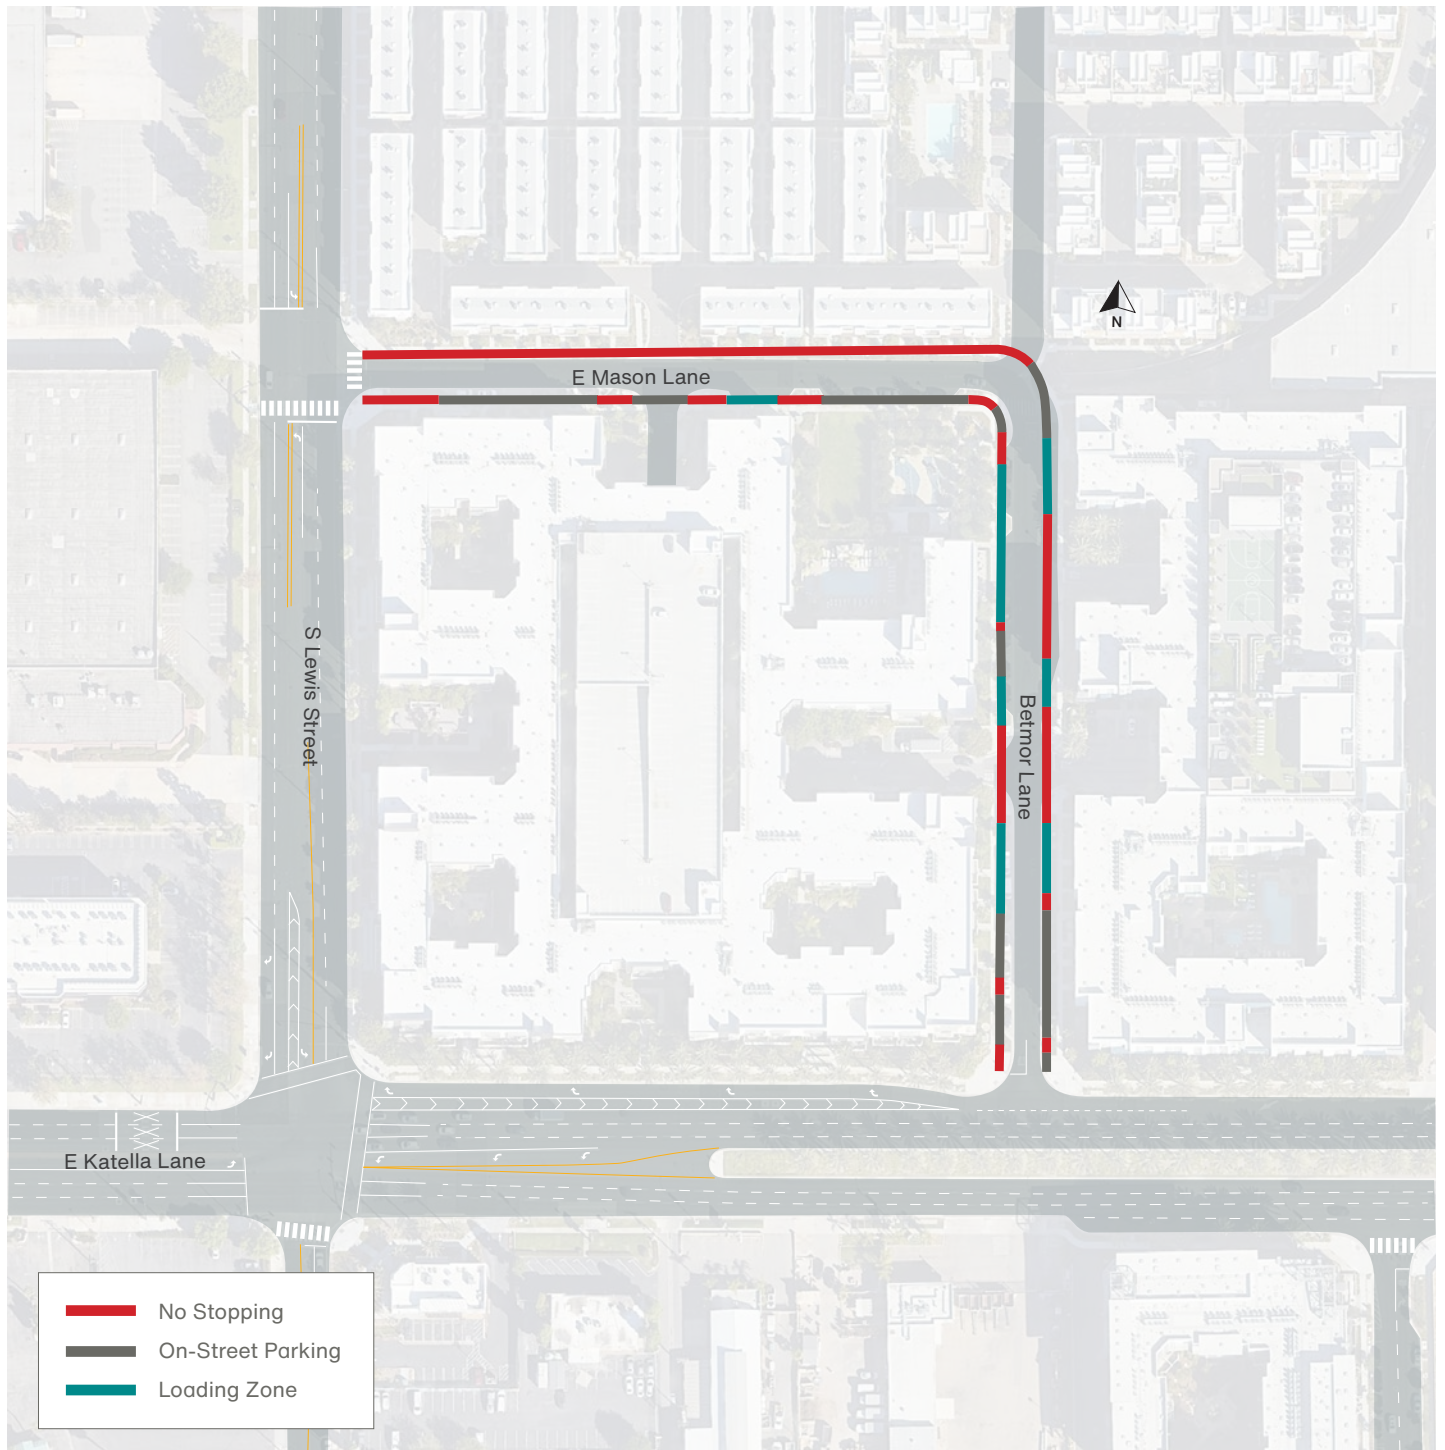 N
E Mason Lane
S Lewis Street
Betmor Lane
E Katella Lane
No Stopping
On-Street Parking
Loading Zone